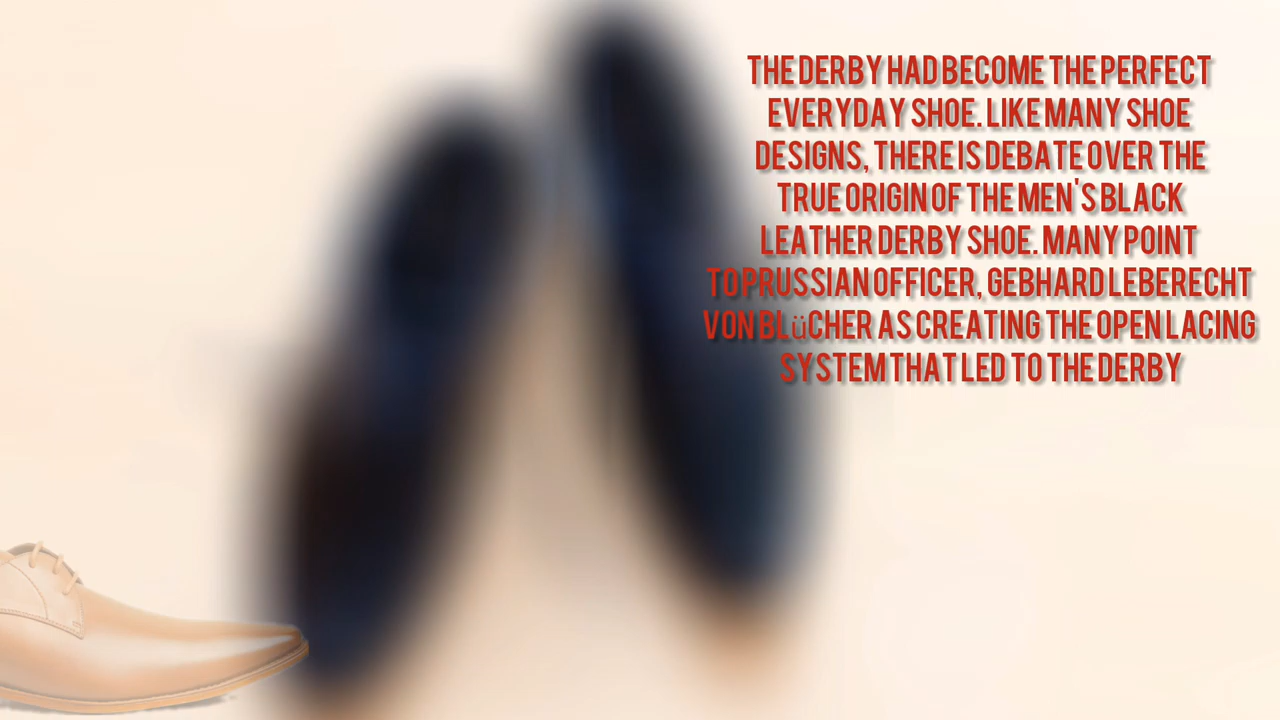 THE DERBY HAD BECOME THE PERFECT
EVERYDAY SHOE. LIKE MANY SHOE
DESIGNS, THERE IS DEBATE OVER THE
TRUE ORIGIN OF THE MEN'S BLACK
LEATHER DERBY SHOE. MANY POINT
TO PRUSSIAN OFFICER, GEBHARD LEBERECHT
VON BLüCHER AS CREATING THE OPEN LACING
SYSTEM THAT LED TO THE DERBY